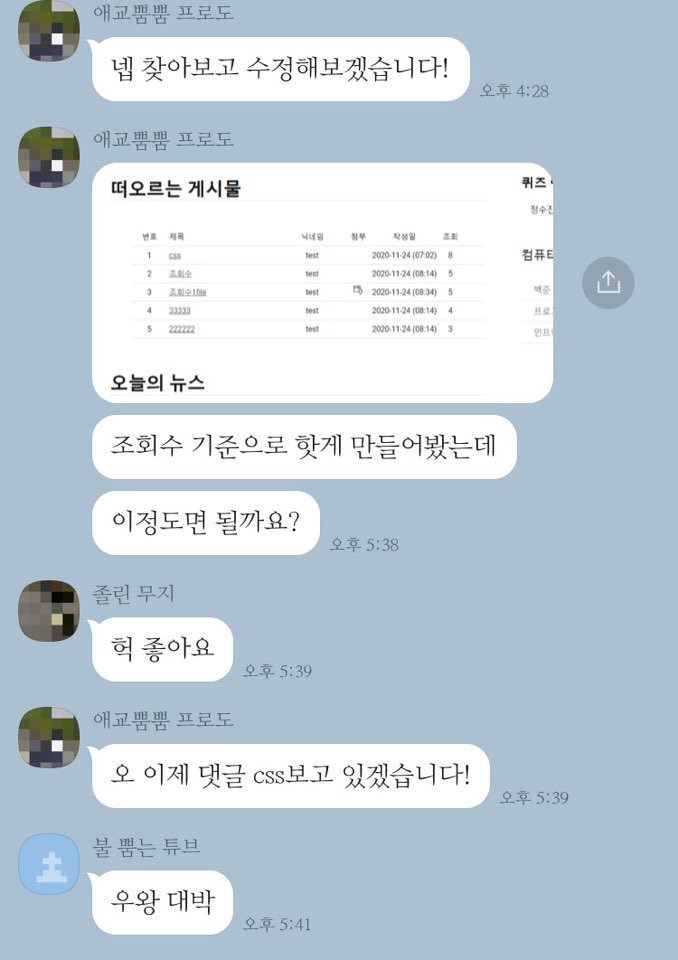 애교뿜뿜 프로도
넵 찾아보고 수정해보겠습니다!
오후 4:28
애교뿜뿜 프로도
떠오르는 게시물
퀴즈
정수진
번호 제목 닉네임 첨부 작성일 조회
1 css test 2020-11-24 (07:02) 8
2 조회수 test 2020-11-24 (08:14) 5
3 조회수1file test 2020-11-24 (08:34) 5
4 33333 test 2020-11-24 (08:14) 4
5 222222 test 2020-11-24 (08:14) 3
컴퓨터
백준
프로그
인프런
오늘의 뉴스
조회수 기준으로 핫게 만들어봤는데
이정도면 될까요?
오후 5:38
졸린 무지
헉 좋아요
오후 5:39
애교뿜뿜 프로도
오 이제 댓글 css보고 있겠습니다!
오후 5:39
불 뿜는 튜브
우왕 대박
오후 5:41